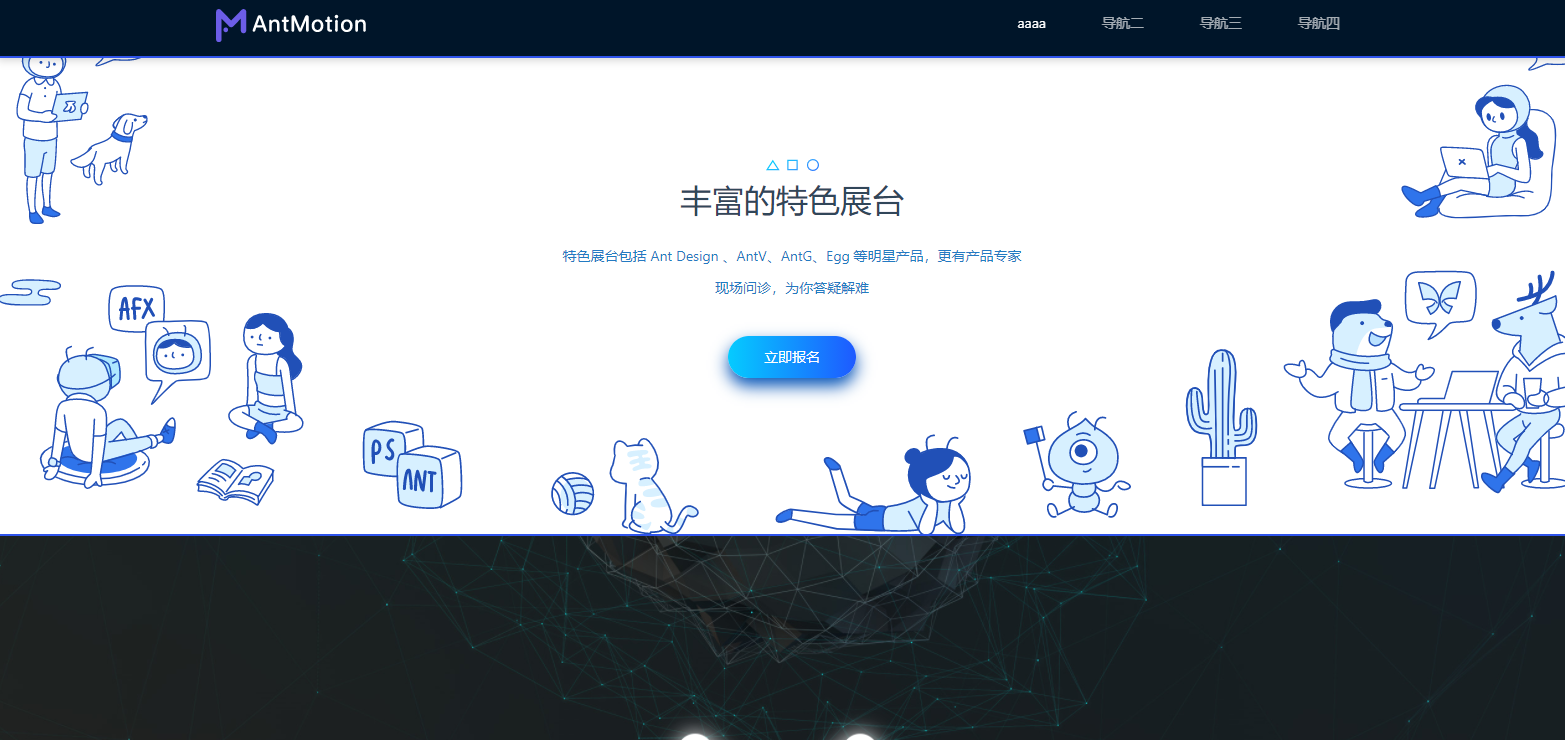 AntMotion
aaaa 导航二 导航三 导航四
丰富的特色展台
特色展台包括 Ant Design 、AntV、AntG、Egg 等明星产品，更有产品专家
现场问诊，为你答疑解难
立即报名
AFX
PS
ANT